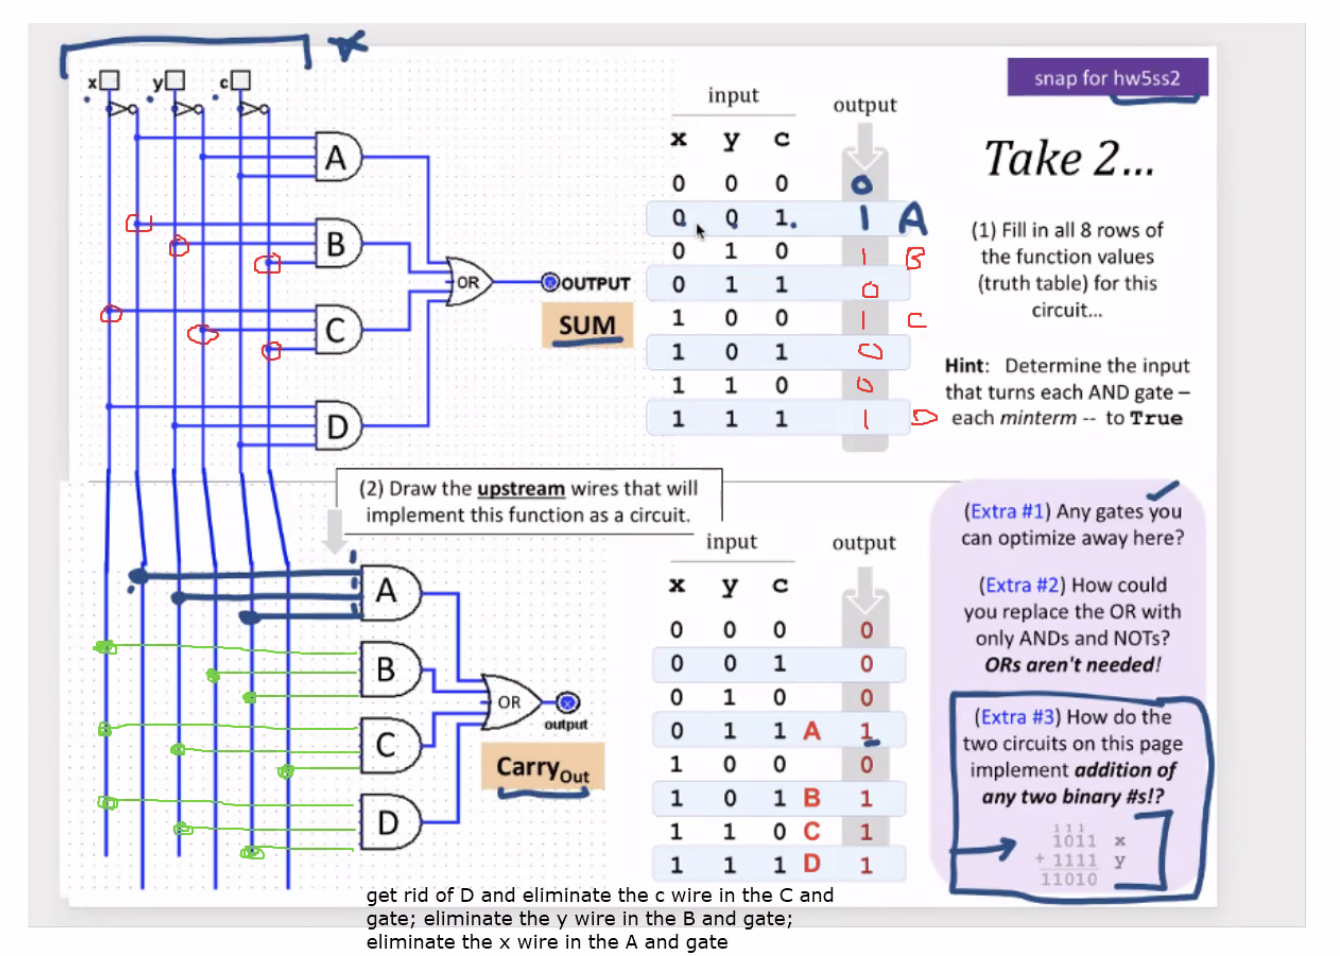 x y c
A
B
C
D
OR
OUTPUT
SUM
input output
x y c
0 0 0 0
0 0 1 1 A
0 1 0 1 B
0 1 1 0
1 0 0 1 C
1 0 1 0
1 1 0 0
1 1 1 1 D
snap for hw5ss2
Take 2...
(1) Fill in all 8 rows of
the function values
(truth table) for this
circuit...
Hint: Determine the input
that turns each AND gate –
each minterm -- to True
(2) Draw the upstream wires that will
implement this function as a circuit.
A
B
C
D
OR
output
CarryOut
input output
x y c
0 0 0 0
0 0 1 0
0 1 0 0
0 1 1 A 1
1 0 0 0
1 0 1 B 1
1 1 0 C 1
1 1 1 D 1
(Extra #1) Any gates you
can optimize away here?
(Extra #2) How could
you replace the OR with
only ANDs and NOTs?
ORs aren't needed!
(Extra #3) How do the
two circuits on this page
implement addition of
any two binary #s!?
1 1 1
1011 x
+ 1111 y
11010
get rid of D and eliminate the c wire in the C and
gate; eliminate the y wire in the B and gate;
eliminate the x wire in the A and gate